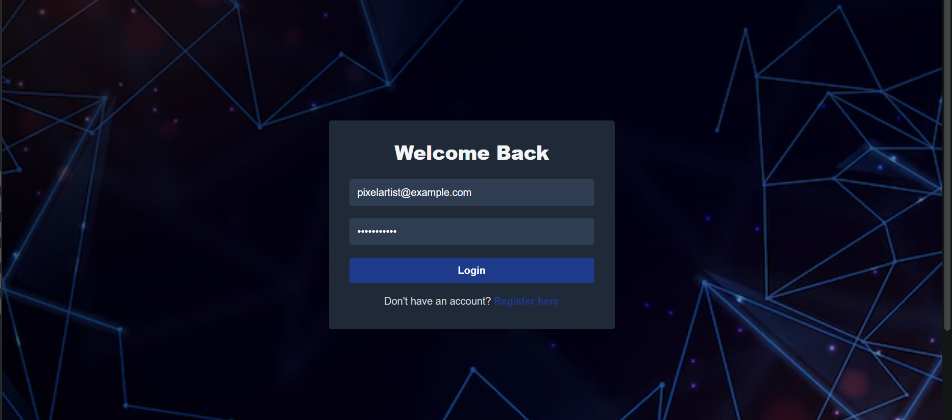 Welcome Back
pixelartist@example.com
•••••••••••
Login
Don't have an account? Register here